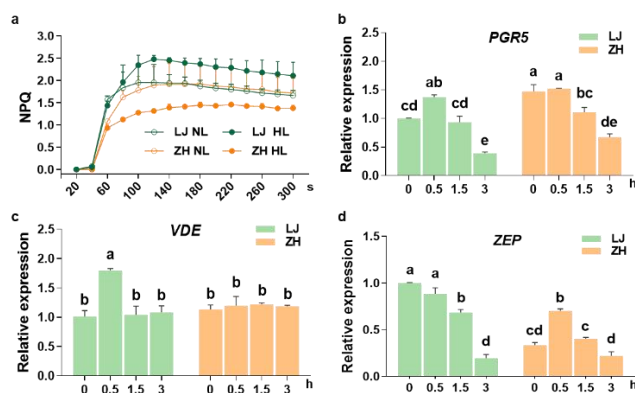 a
3.0
2.5
2.0
1.5
1.0
0.5
0.0
NPQ
LJ NL
LJ HL
ZH NL
ZH HL
20 60 100 140 180 220 260 300 s
b
PGR5
LJ
ZH
Relative expression
2.0
1.5
1.0
0.5
0.0
cd ab cd e a a bc de
0 0.5 1.5 3 0 0.5 1.5 3 h
c
VDE
LJ
ZH
Relative expression
2.5
2.0
1.5
1.0
0.5
0.0
b a b b b b b b
0 0.5 1.5 3 0 0.5 1.5 3 h
d
ZEP
LJ
ZH
Relative expression
1.5
1.0
0.5
0.0
a a b d cd b c d
0 0.5 1.5 3 0 0.5 1.5 3